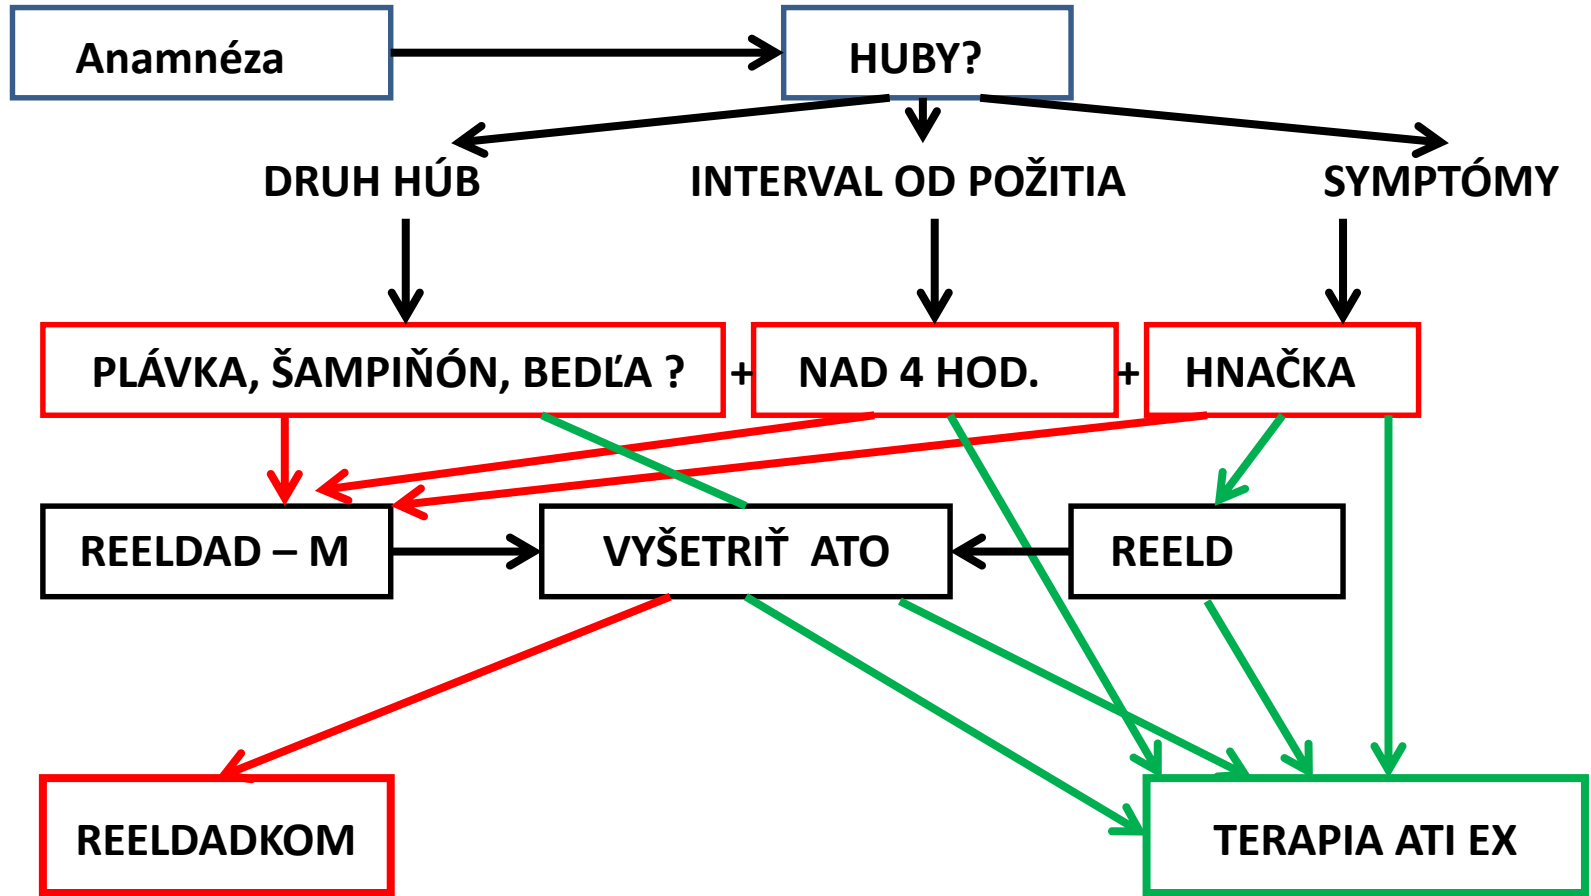 Anamnéza
HUBY?
DRUH HÚB
INTERVAL OD POŽITIA
SYMPTÓMY
PLÁVKA, ŠAMPIŇÓN, BEDĽA ?
+
NAD 4 HOD.
+
HNAČKA
REELDAD – M
VYŠETRIŤ ATO
REELD
REELDADKOM
TERAPIA ATI EX